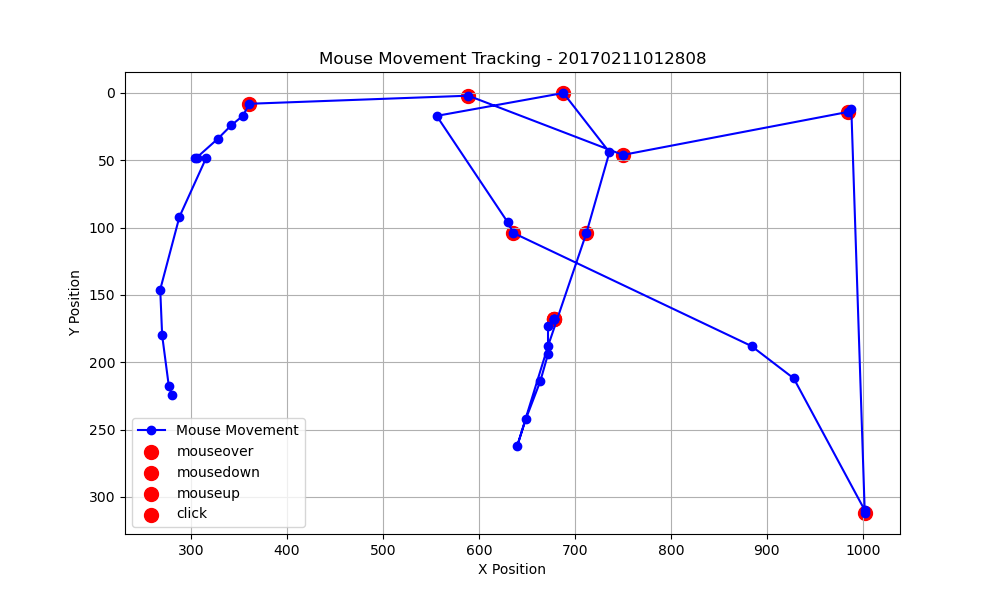 Mouse Movement Tracking - 20170211012808
0
50
100
150
200
250
300
Y Position
Mouse Movement
mouseover
mousedown
mouseup
click
300 400 500 600 700 800 900 1000
X Position